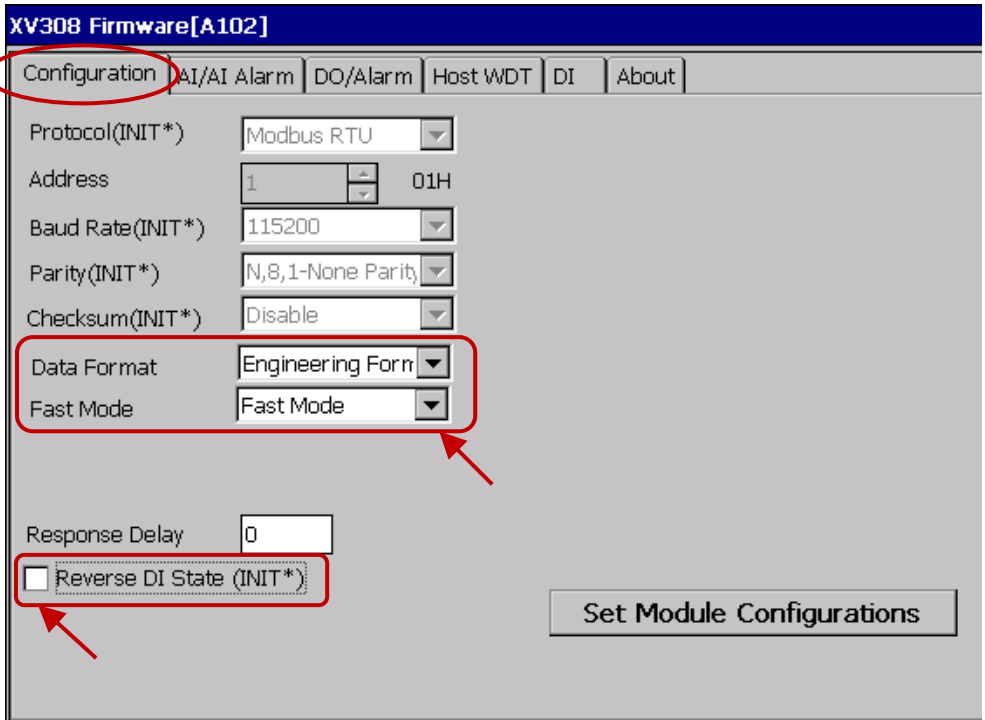 XV308 Firmware[A102]
Configuration AI/AI Alarm DO/Alarm Host WDT DI About
Protocol(INIT*) Modbus RTU
Address 1 01H
Baud Rate(INIT*) 115200
Parity(INIT*) N,8,1-None Parity
Checksum(INIT*) Disable
Data Format Engineering Form
Fast Mode Fast Mode
Response Delay 0
Reverse DI State (INIT*)
Set Module Configurations